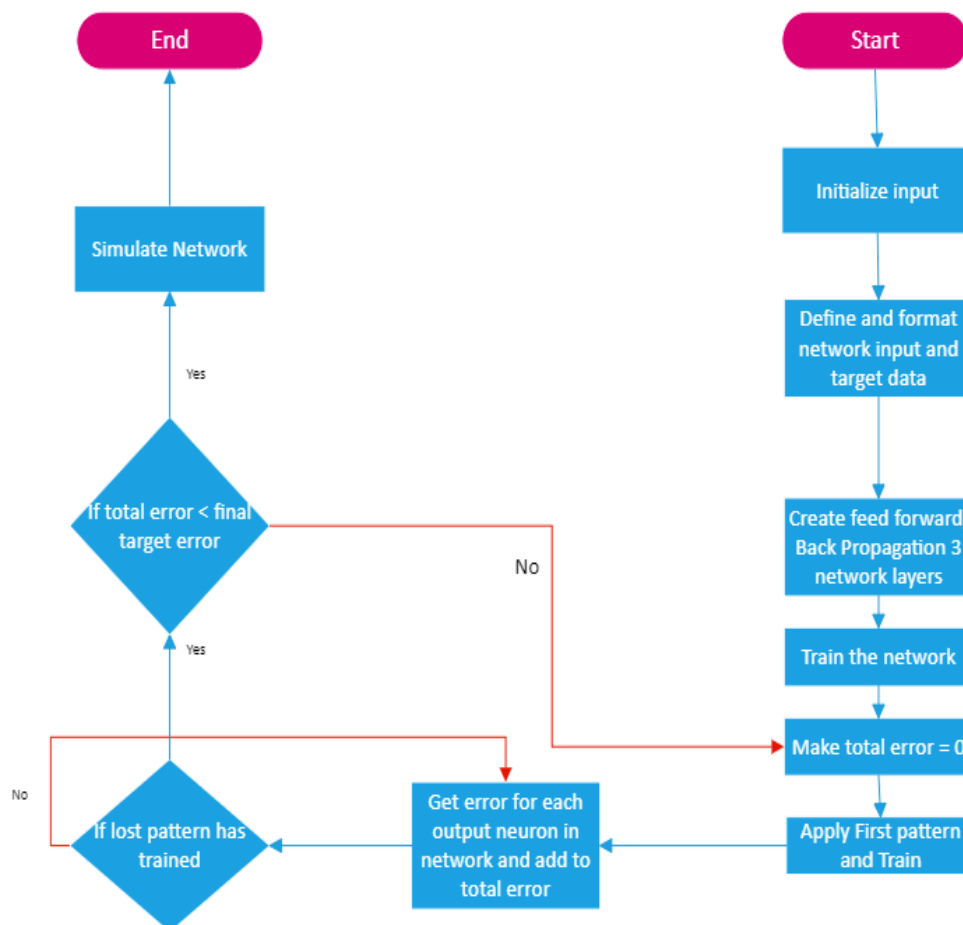 End
Start
Initialize input
Simulate Network
Define and format
network input and
target data
Yes
If total error < final
target error
Create feed forward
Back Propagation 3
network layers
No
Yes
Train the network
Make total error = 0
No
If lost pattern has
trained
Get error for each
output neuron in
network and add to
total error
Apply First pattern
and Train